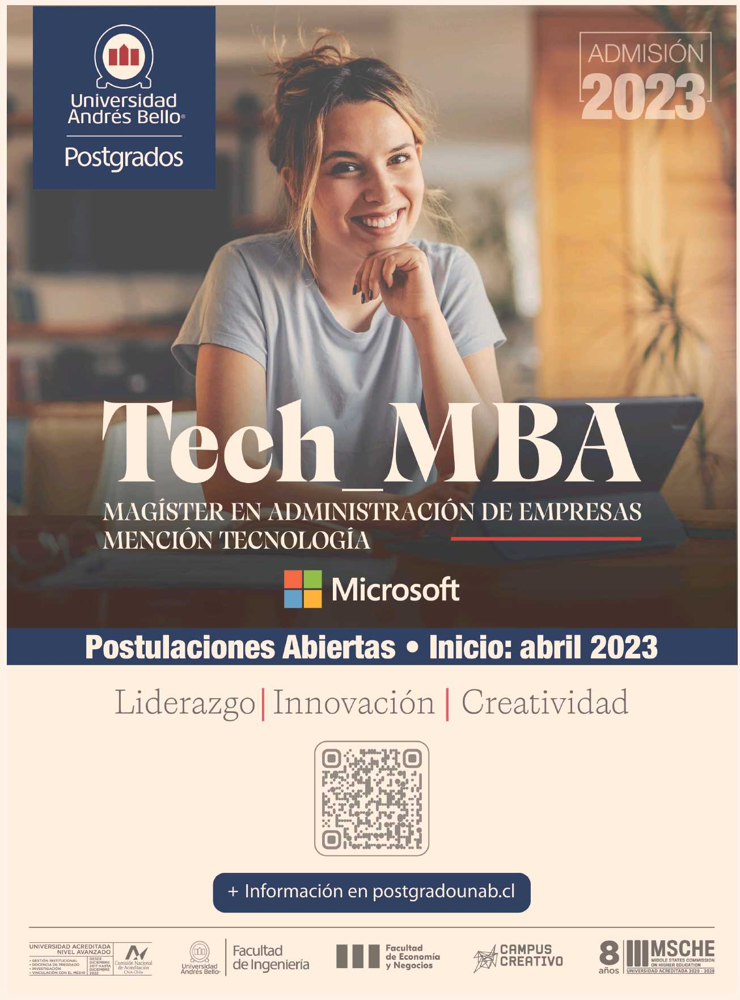 Universidad
Andrés Bello®
Postgrados
ADMISIÓN
2023
Tech_MBA
MAGÍSTER EN ADMINISTRACIÓN DE EMPRESAS
MENCIÓN TECNOLOGÍA
Microsoft
Postulaciones Abiertas • Inicio: abril 2023
Liderazgo | Innovación | Creatividad
+ Información en postgradounab.cl
UNIVERSIDAD ACREDITADA
NIVEL AVANZADO
• GESTIÓN INSTITUCIONAL
• DOCENCIA DE PREGRADO
• INVESTIGACIÓN
• VINCULACIÓN CON EL MEDIO
DESDE
DICIEMBRE
2017 HASTA
DICIEMBRE
2022
Comisión Nacional
de Acreditación
CNA-Chile
Universidad
Andrés Bello®
Facultad
de Ingeniería
Facultad
de Economía
y Negocios
CAMPUS
CREATIVO
8
años
MSCHE
MIDDLE STATES COMMISSION
ON HIGHER EDUCATION
UNIVERSIDAD ACREDITADA 2020 - 2028